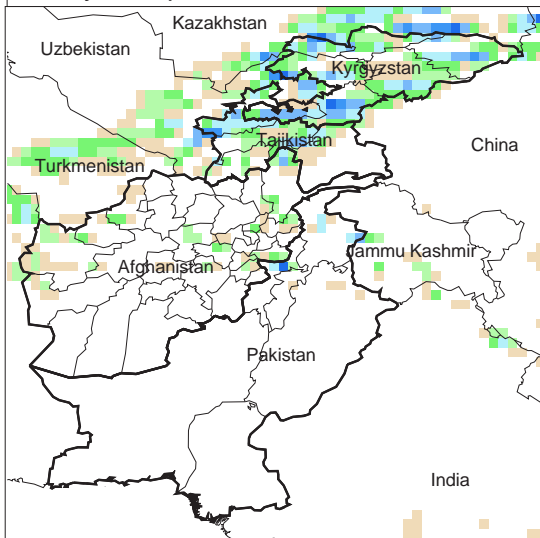 Kazakhstan
Uzbekistan
Kyrgyzstan
Tajikistan
China
Turkmenistan
Jammu Kashmir
Afghanistan
Pakistan
India